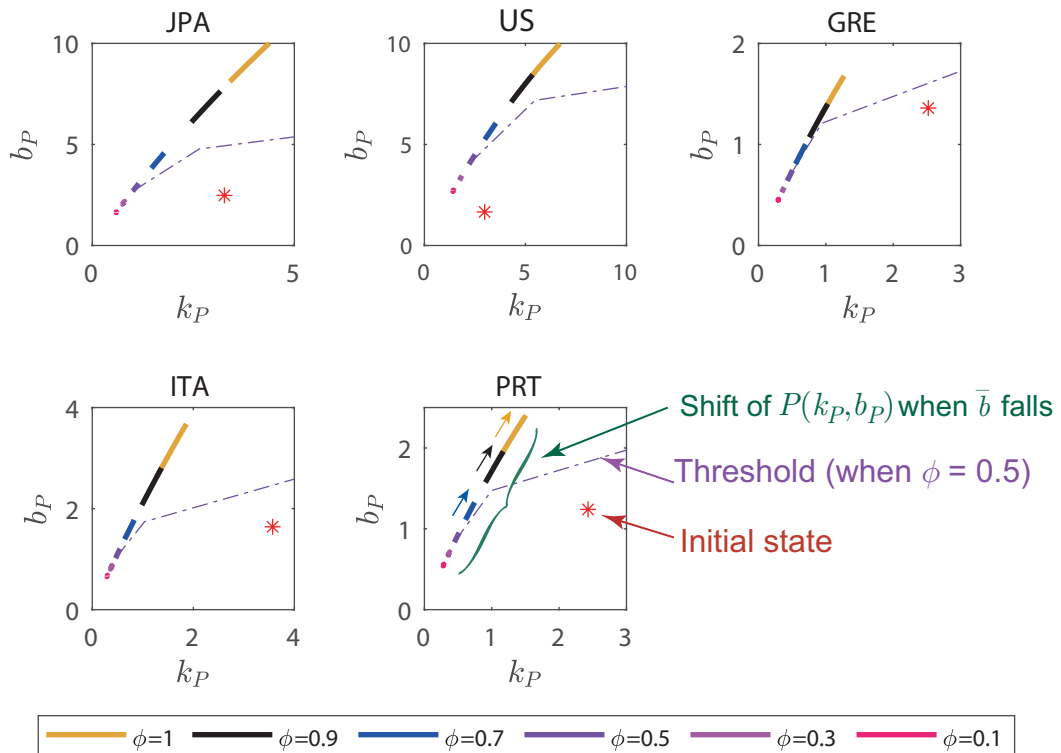 JPA
10
5
0
b_P
0
5
k_P
US
10
5
0
b_P
0
5
10
k_P
GRE
2
1
0
b_P
0
1
2
3
k_P
ITA
4
2
0
b_P
0
2
4
k_P
PRT
2
1
0
b_P
0
1
2
3
k_P
Shift of P(k_P, b_P) when b̅ falls
Threshold (when ϕ = 0.5)
Initial state
ϕ=1 ϕ=0.9 ϕ=0.7 ϕ=0.5 ϕ=0.3 ϕ=0.1